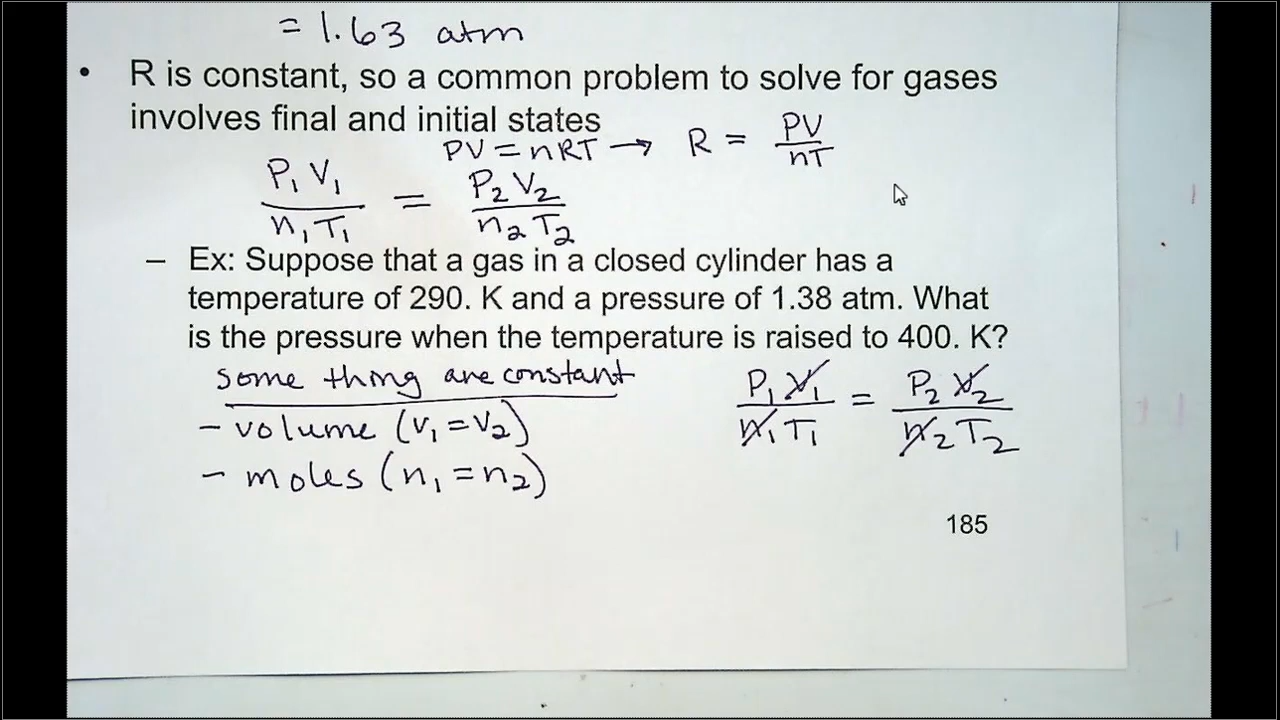 = 1.63 atm
• R is constant, so a common problem to solve for gases
involves final and initial states
PV = nRT → R = PV/nT
P₁V₁/n₁T₁ = P₂V₂/n₂T₂
– Ex: Suppose that a gas in a closed cylinder has a
temperature of 290. K and a pressure of 1.38 atm. What
is the pressure when the temperature is raised to 400. K?
some thing are constant
- volume (V₁ = V₂)
- moles (n₁ = n₂)
P₁V₁/n₁T₁ = P₂V₂/n₂T₂
185